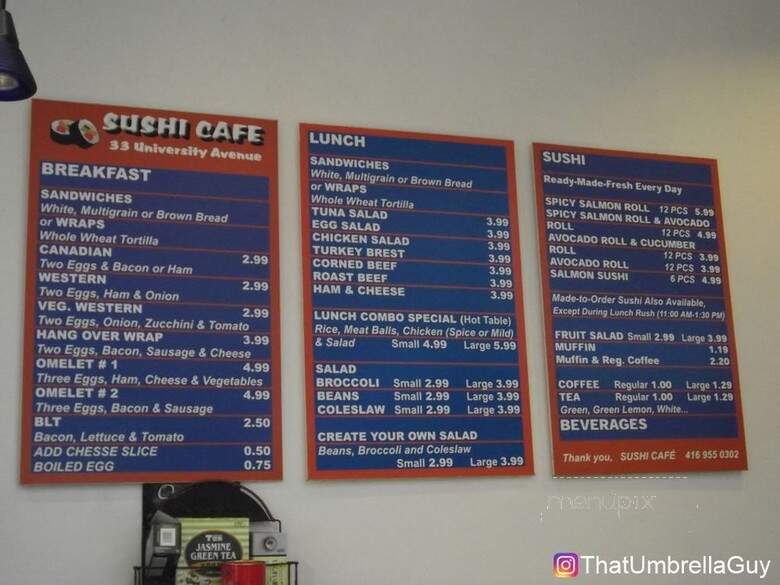 SUSHI CAFE
33 University Avenue
BREAKFAST
SANDWICHES
White, Multigrain or Brown Bread
or WRAPS
Whole Wheat Tortilla
CANADIAN 2.99
Two Eggs & Bacon or Ham
WESTERN 2.99
Two Eggs, Ham & Onion
VEG. WESTERN 2.99
Two Eggs, Onion, Zucchini & Tomato
HANG OVER WRAP 3.99
Two Eggs, Bacon, Sausage & Cheese
OMELET # 1 4.99
Three Eggs, Ham, Cheese & Vegetables
OMELET # 2 4.99
Three Eggs, Bacon & Sausage
BLT 2.50
Bacon, Lettuce & Tomato
ADD CHESSE SLICE 0.50
BOILED EGG 0.75
LUNCH
SANDWICHES
White, Multigrain or Brown Bread
or WRAPS
Whole Wheat Tortilla
TUNA SALAD 3.99
EGG SALAD 3.99
CHICKEN SALAD 3.99
TURKEY BREST 3.99
CORNED BEEF 3.99
ROAST BEEF 3.99
HAM & CHEESE 3.99
LUNCH COMBO SPECIAL (Hot Table)
Rice, Meat Balls, Chicken (Spice or Mild)
& Salad Small 4.99 Large 5.99
SALAD
BROCCOLI Small 2.99 Large 3.99
BEANS Small 2.99 Large 3.99
COLESLAW Small 2.99 Large 3.99
CREATE YOUR OWN SALAD
Beans, Broccoli and Coleslaw
Small 2.99 Large 3.99
SUSHI
Ready-Made-Fresh Every Day
SPICY SALMON ROLL 12 PCS 5.99
SPICY SALMON ROLL & AVOCADO
ROLL 12 PCS 4.99
AVOCADO ROLL & CUCUMBER
ROLL 12 PCS 3.99
AVOCADO ROLL 12 PCS 3.99
SALMON SUSHI 6 PCS 4.99
Made-to-Order Sushi Also Available,
Except During Lunch Rush (11:00 AM-1:30 PM)
FRUIT SALAD Small 2.99 Large 3.99
MUFFIN 1.19
Muffin & Reg. Coffee 2.20
COFFEE Regular 1.00 Large 1.29
TEA Regular 1.00 Large 1.29
Green, Green Lemon, White...
BEVERAGES
Thank you, SUSHI CAFÉ 416 955 0302
menupix
JASMINE
GREEN TEA
ThatUmbrellaGuy